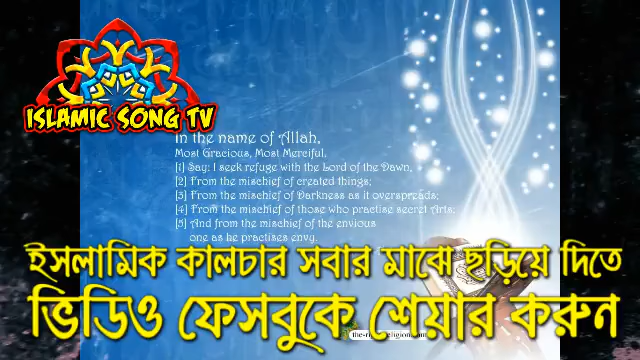 ISLAMIC SONG TV
In the name of Allah,
Most Gracious, Most Merciful.
[1] Say: I seek refuge with the Lord of the Dawn,
[2] From the mischief of created things;
[3] From the mischief of Darkness as it overspreads;
[4] From the mischief of those who practise secret Arts;
[5] And from the mischief of the envious
one as he practises envy.
ইসলামিক কালচার সবার মাঝে ছড়িয়ে দিতে
ভিডিও ফেসবুকে শেয়ার করুন